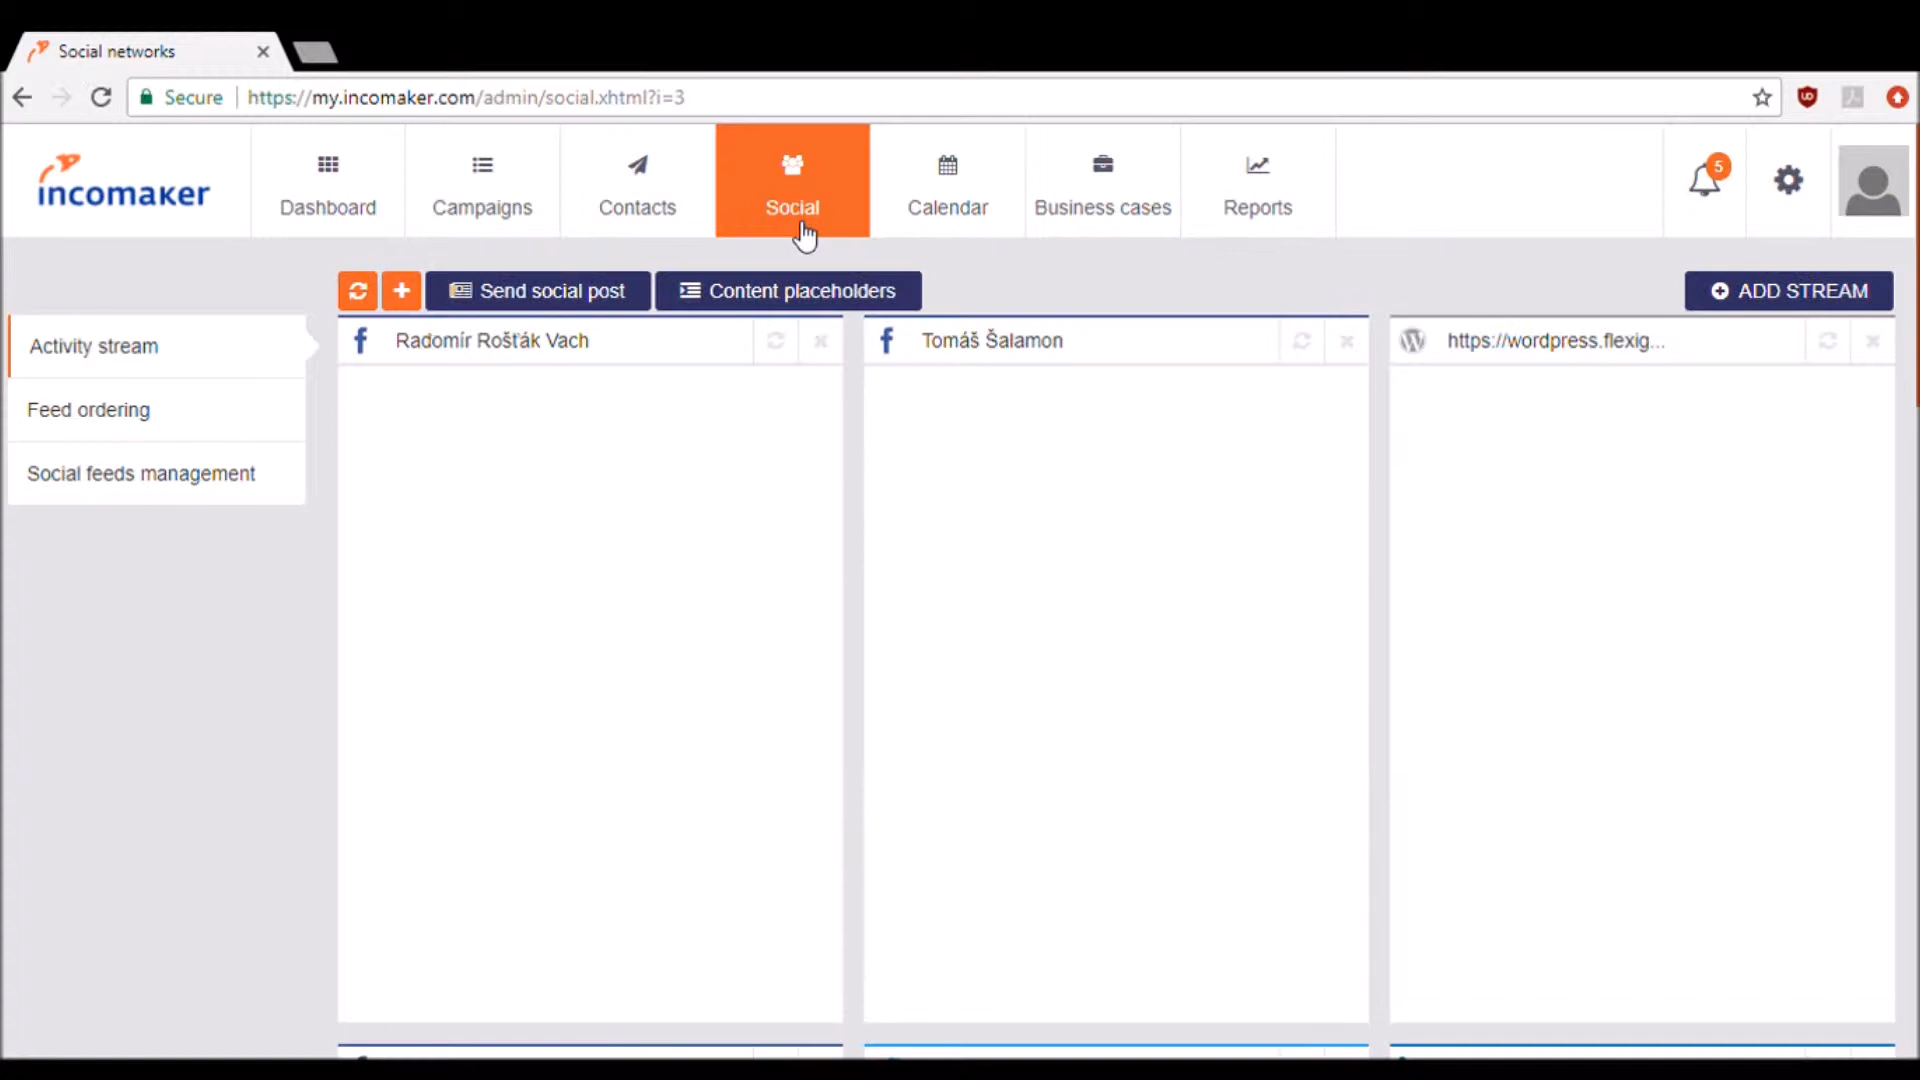 Social networks
Secure
https://my.incomaker.com/admin/social.xhtml?i=3
incomaker
Dashboard
Campaigns
Contacts
Social
Calendar
Business cases
Reports
5
Send social post
Content placeholders
ADD STREAM
Activity stream
Feed ordering
Social feeds management
Radomír Rošťák Vach
Tomáš Šalamon
https://wordpress.flexig...